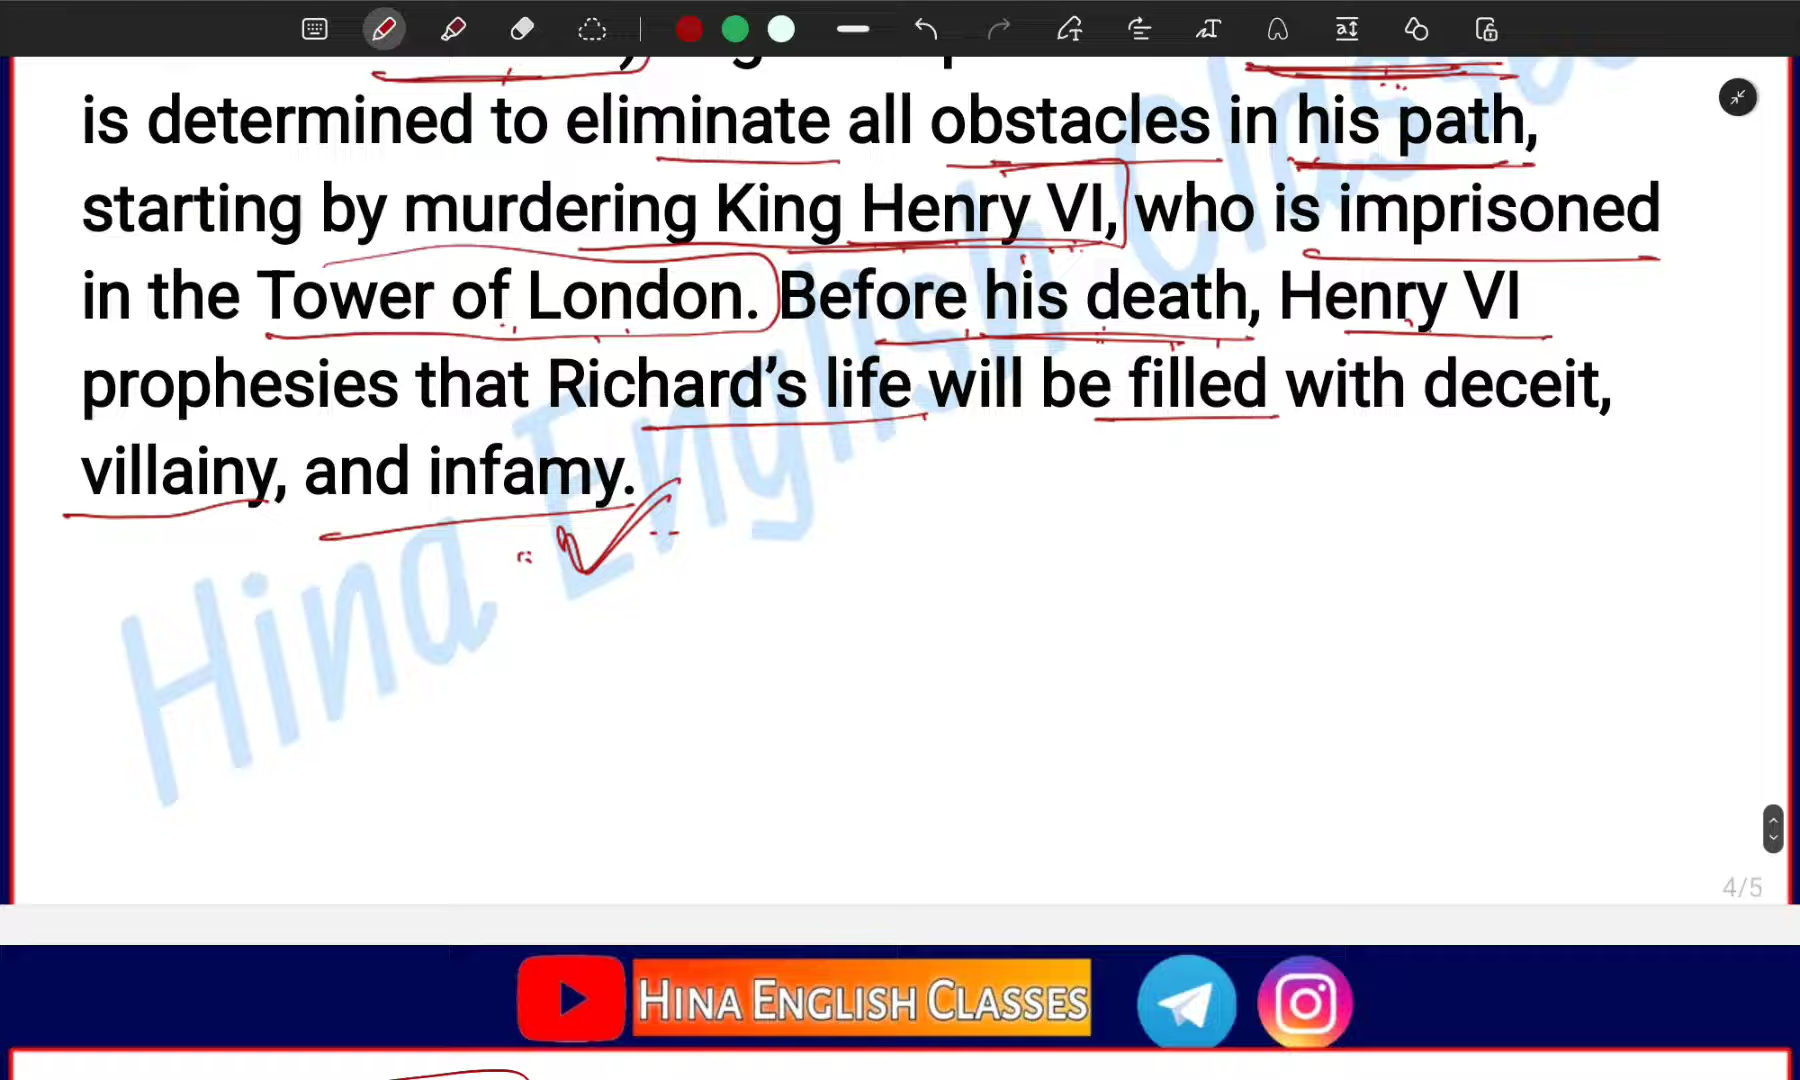 is determined to eliminate all obstacles in his path,
starting by murdering King Henry VI, who is imprisoned
in the Tower of London. Before his death, Henry VI
prophesies that Richard’s life will be filled with deceit,
villainy, and infamy.
Hina English Classes
4/5
HINA ENGLISH CLASSES